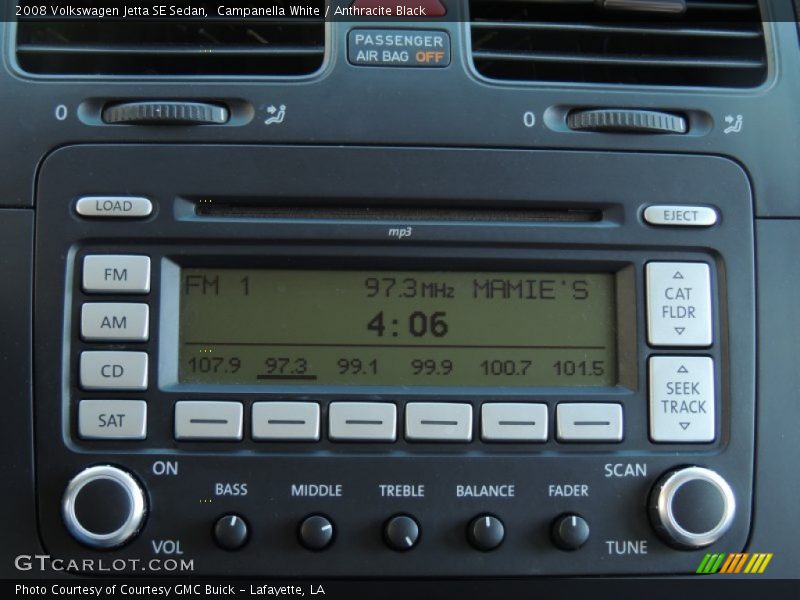 2008 Volkswagen Jetta SE Sedan,  Campanella White / Anthracite Black
PASSENGER
AIR BAG OFF
0
0
LOAD
EJECT
mp3
FM
AM
CD
SAT
FM 1 97.3MHz MAMIE'S
4:06
107.9 97.3 99.1 99.9 100.7 101.5
CAT
FLDR
SEEK
TRACK
ON
SCAN
BASS MIDDLE TREBLE BALANCE FADER
VOL
TUNE
GTCARLOT.COM
Photo Courtesy of Courtesy GMC Buick – Lafayette, LA